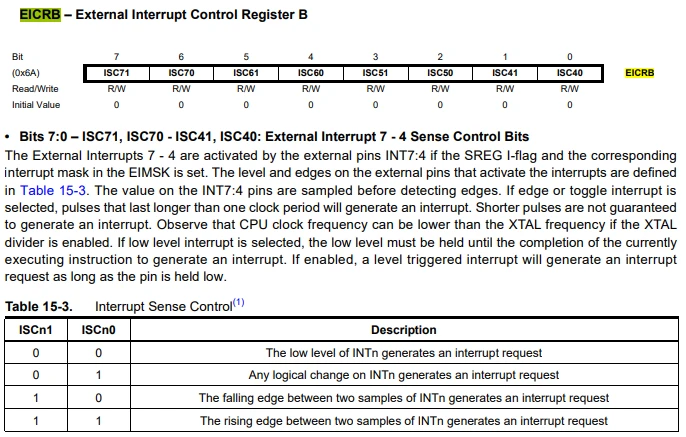 EICRB – External Interrupt Control Register B
Bit 7 6 5 4 3 2 1 0
(0x6A) ISC71 ISC70 ISC61 ISC60 ISC51 ISC50 ISC41 ISC40 EICRB
Read/Write R/W R/W R/W R/W R/W R/W R/W R/W
Initial Value 0 0 0 0 0 0 0 0
• Bits 7:0 – ISC71, ISC70 - ISC41, ISC40: External Interrupt 7 - 4 Sense Control Bits
The External Interrupts 7 - 4 are activated by the external pins INT7:4 if the SREG I-flag and the corresponding
interrupt mask in the EIMSK is set. The level and edges on the external pins that activate the interrupts are defined
in Table 15-3. The value on the INT7:4 pins are sampled before detecting edges. If edge or toggle interrupt is
selected, pulses that last longer than one clock period will generate an interrupt. Shorter pulses are not guaranteed
to generate an interrupt. Observe that CPU clock frequency can be lower than the XTAL frequency if the XTAL
divider is enabled. If low level interrupt is selected, the low level must be held until the completion of the currently
executing instruction to generate an interrupt. If enabled, a level triggered interrupt will generate an interrupt
request as long as the pin is held low.
Table 15-3. Interrupt Sense Control(1)
ISCn1 ISCn0 Description
0 0 The low level of INTn generates an interrupt request
0 1 Any logical change on INTn generates an interrupt request
1 0 The falling edge between two samples of INTn generates an interrupt request
1 1 The rising edge between two samples of INTn generates an interrupt request